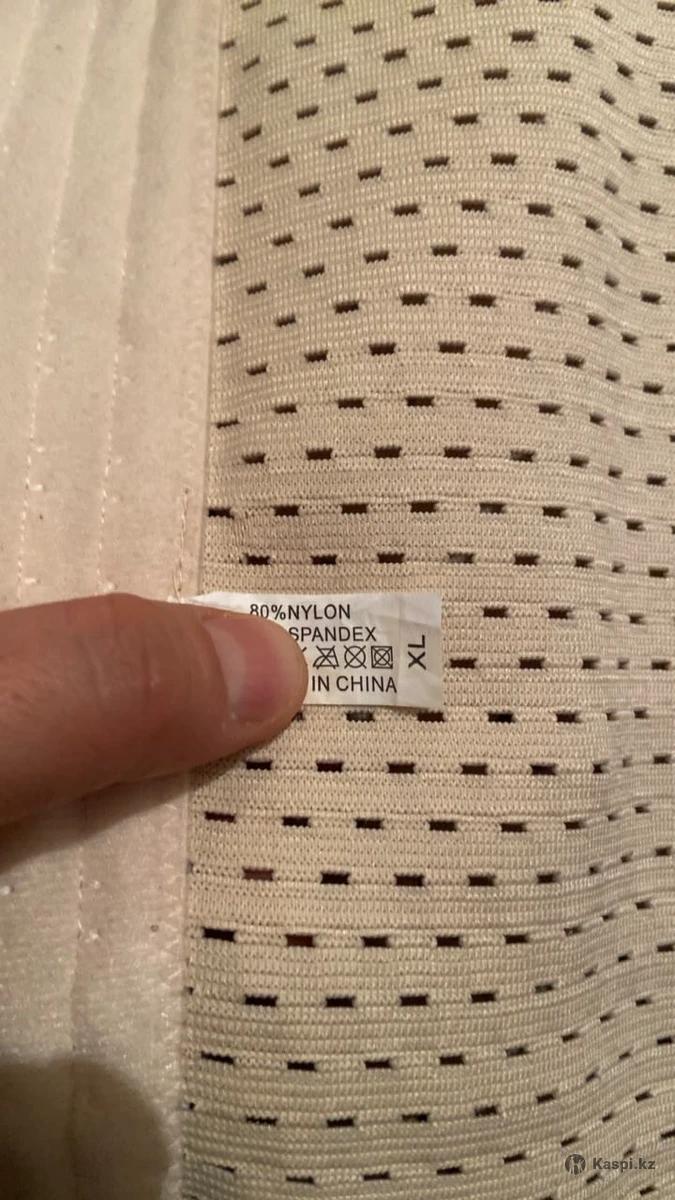 80%NYLON
SPANDEX
XL
IN CHINA
Kaspi.kz